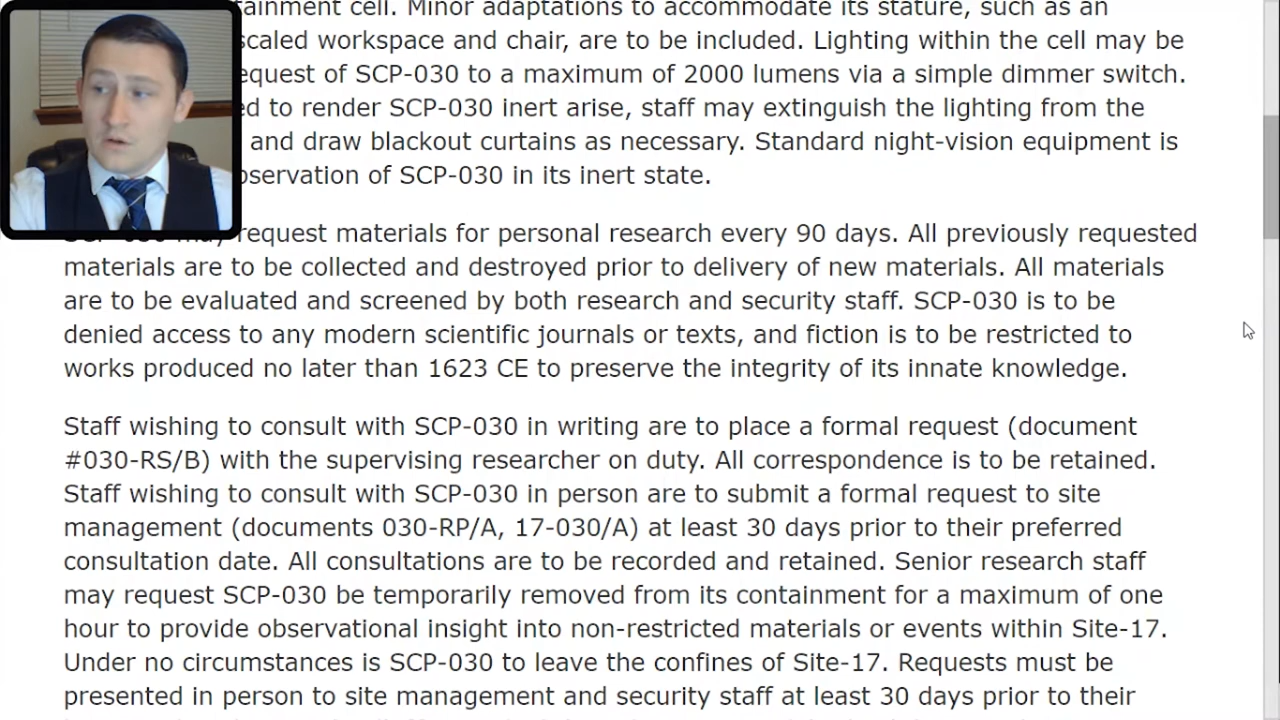 tainment cell. Minor adaptations to accommodate its stature, such as an
scaled workspace and chair, are to be included. Lighting within the cell may be
equest of SCP-030 to a maximum of 2000 lumens via a simple dimmer switch.
ed to render SCP-030 inert arise, staff may extinguish the lighting from the
and draw blackout curtains as necessary. Standard night-vision equipment is
bservation of SCP-030 in its inert state.
request materials for personal research every 90 days. All previously requested
materials are to be collected and destroyed prior to delivery of new materials. All materials
are to be evaluated and screened by both research and security staff. SCP-030 is to be
denied access to any modern scientific journals or texts, and fiction is to be restricted to
works produced no later than 1623 CE to preserve the integrity of its innate knowledge.
Staff wishing to consult with SCP-030 in writing are to place a formal request (document
#030-RS/B) with the supervising researcher on duty. All correspondence is to be retained.
Staff wishing to consult with SCP-030 in person are to submit a formal request to site
management (documents 030-RP/A, 17-030/A) at least 30 days prior to their preferred
consultation date. All consultations are to be recorded and retained. Senior research staff
may request SCP-030 be temporarily removed from its containment for a maximum of one
hour to provide observational insight into non-restricted materials or events within Site-17.
Under no circumstances is SCP-030 to leave the confines of Site-17. Requests must be
presented in person to site management and security staff at least 30 days prior to their